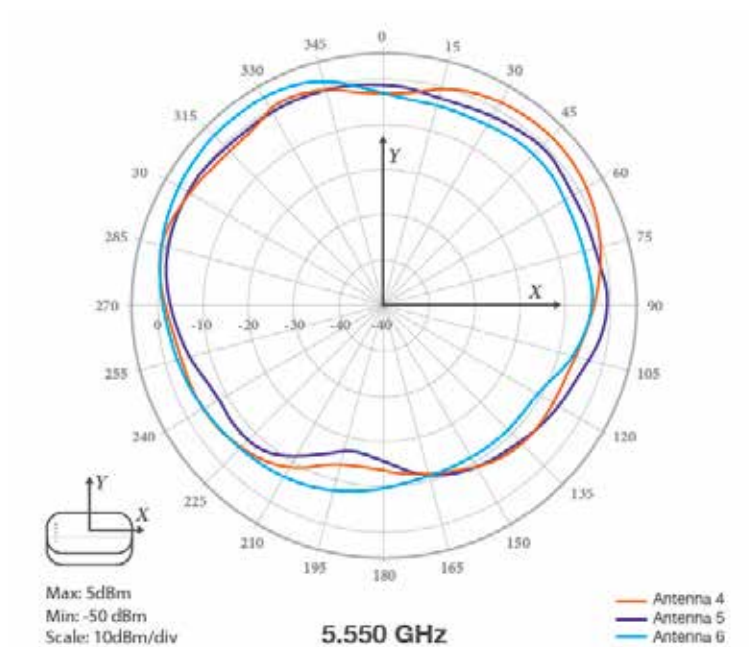 0
345
15
330
30
315
45
30
60
Y
285
75
X
270
0
-10
-20
-30
-40
-40
90
255
105
240
120
Y
X
225
135
210
150
195
165
180
Max: 5dBm
Min: -50 dBm
Scale: 10dBm/div
5.550 GHz
Antenna 4
Antenna 5
Antenna 6